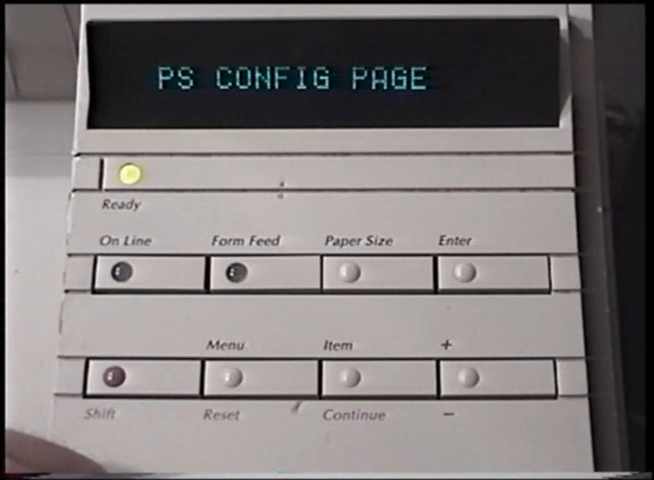 PS CONFIG PAGE
Ready
On Line Form Feed Paper Size Enter
Menu Item +
Shift Reset Continue −